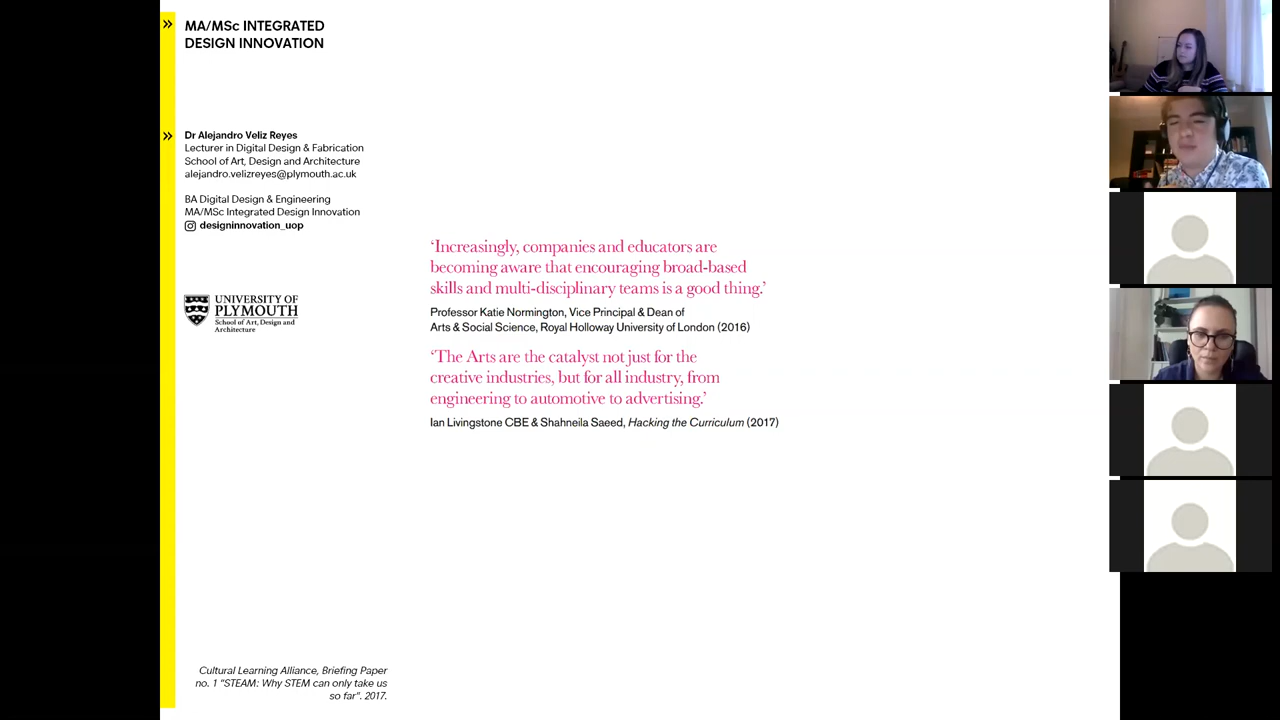 »
MA/MSc INTEGRATED
DESIGN INNOVATION
»
Dr Alejandro Veliz Reyes
Lecturer in Digital Design & Fabrication
School of Art, Design and Architecture
alejandro.velizreyes@plymouth.ac.uk
BA Digital Design & Engineering
MA/MSc Integrated Design Innovation
designinnovation_uop
UNIVERSITY OF
PLYMOUTH
School of Art, Design and
Architecture
‘Increasingly, companies and educators are
becoming aware that encouraging broad-based
skills and multi-disciplinary teams is a good thing.’
Professor Katie Normington, Vice Principal & Dean of
Arts & Social Science, Royal Holloway University of London (2016)
‘The Arts are the catalyst not just for the
creative industries, but for all industry, from
engineering to automotive to advertising.’
Ian Livingstone CBE & Shahneila Saeed, Hacking the Curriculum (2017)
Cultural Learning Alliance, Briefing Paper
no. 1 "STEAM: Why STEM can only take us
so far". 2017.